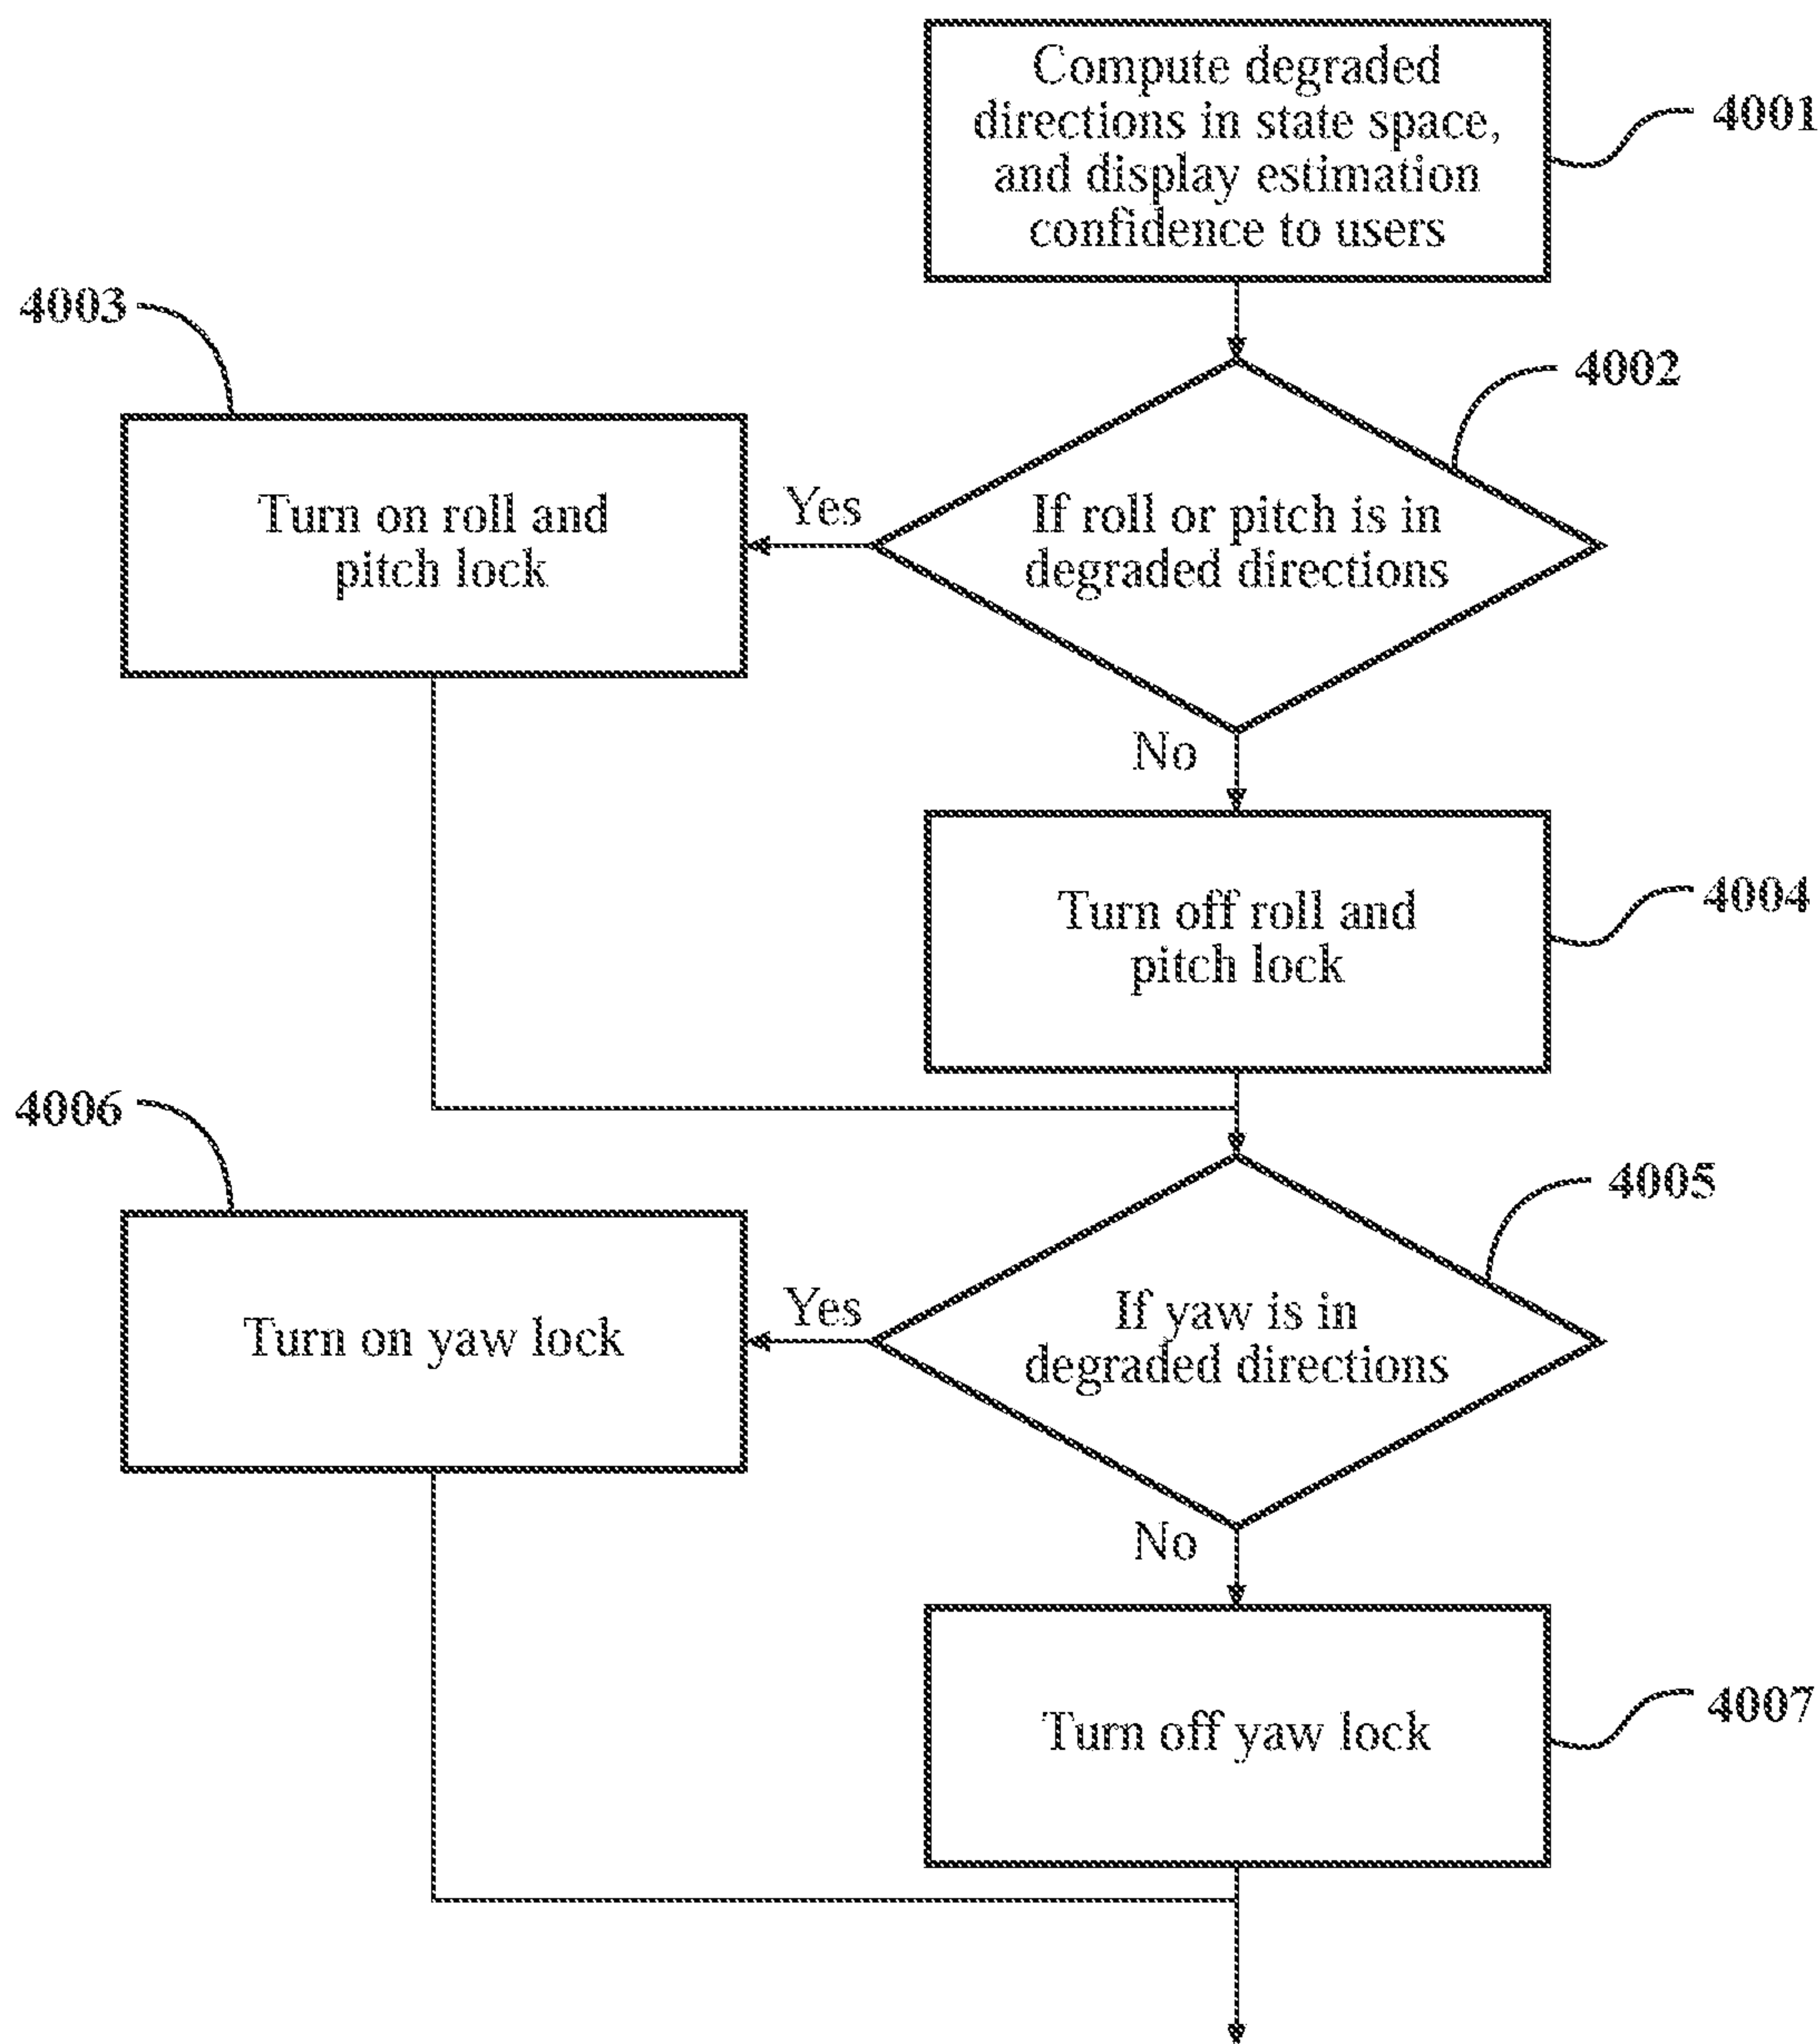 Compute degraded
directions in state space,
and display estimation
confidence to users
4001
4003
4002
Turn on roll and
pitch lock
Yes
If roll or pitch is in
degraded directions
No
Turn off roll and
pitch lock
4004
4006
4005
Turn on yaw lock
Yes
If yaw is in
degraded directions
No
Turn off yaw lock
4007